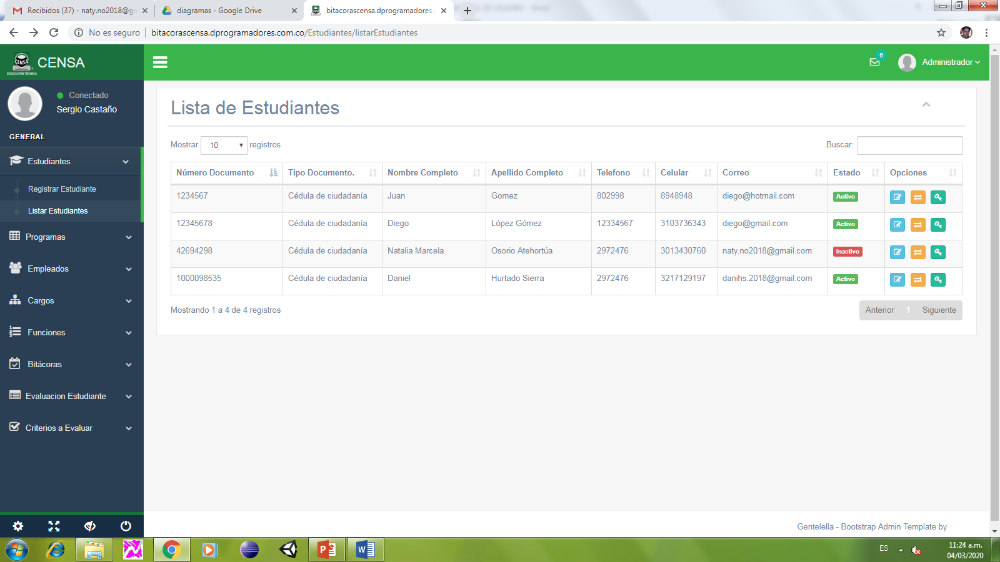 Recibidos (37) - naty.no2018@gm
diagramas - Google Drive
bitacorascensa.dprogramadores.
No es seguro
bitacorascensa.dprogramadores.com.co/Estudiantes/listarEstudiantes
CENSA
EDUCACIÓN TÉCNICA
CENSA
6
Administrador
Conectado
Sergio Castaño
GENERAL
Estudiantes
Registrar Estudiante
Listar Estudiantes
Programas
Empleados
Cargos
Funciones
Bitácoras
Evaluacion Estudiante
Criterios a Evaluar
Lista de Estudiantes
Mostrar 10 registros
Buscar:
Número Documento Tipo Documento. Nombre Completo Apellido Completo Telefono Celular Correo Estado Opciones
1234567 Cédula de ciudadanía Juan Gomez 802998 8948948 diego@hotmail.com Activo
12345678 Cédula de ciudadanía Diego López Gómez 12334567 3103736343 diego@gmail.com Activo
42694298 Cédula de ciudadanía Natalia Marcela Osorio Atehortúa 2972476 3013430760 naty.no2018@gmail.com Inactivo
1000098535 Cédula de ciudadanía Daniel Hurtado Sierra 2972476 3217129197 danihs.2018@gmail.com Activo
Mostrando 1 a 4 de 4 registros
Anterior 1 Siguiente
Gentelella - Bootstrap Admin Template by
ES
11:24 a.m.
04/03/2020